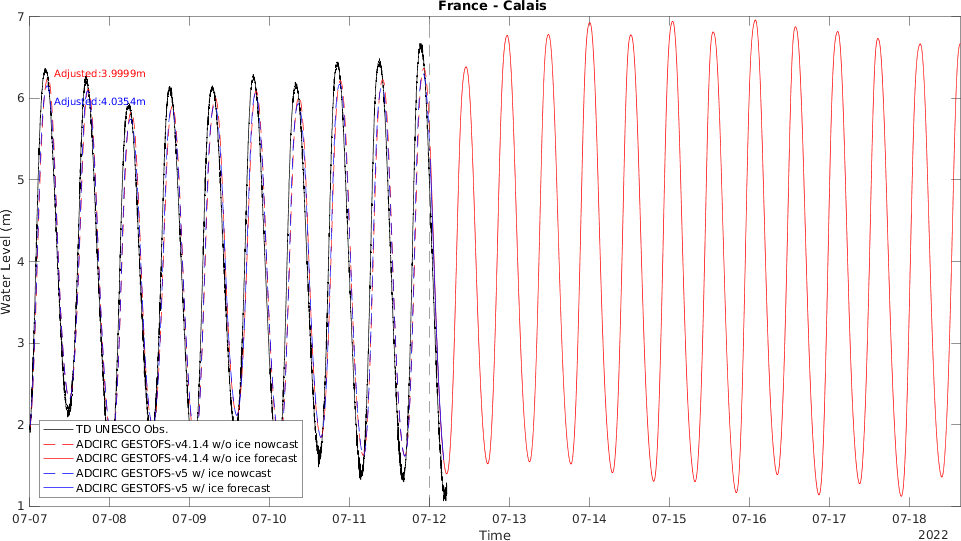 France - Calais
7
Adjusted:3.9999m
6
Adjusted:4.0354m
5
Water Level (m)
4
3
2
TD UNESCO Obs.
ADCIRC GESTOFS-v4.1.4 w/o ice nowcast
ADCIRC GESTOFS-v4.1.4 w/o ice forecast
ADCIRC GESTOFS-v5 w/ ice nowcast
ADCIRC GESTOFS-v5 w/ ice forecast
1
07-07 07-08 07-09 07-10 07-11 07-12 07-13 07-14 07-15 07-16 07-17 07-18
Time
2022